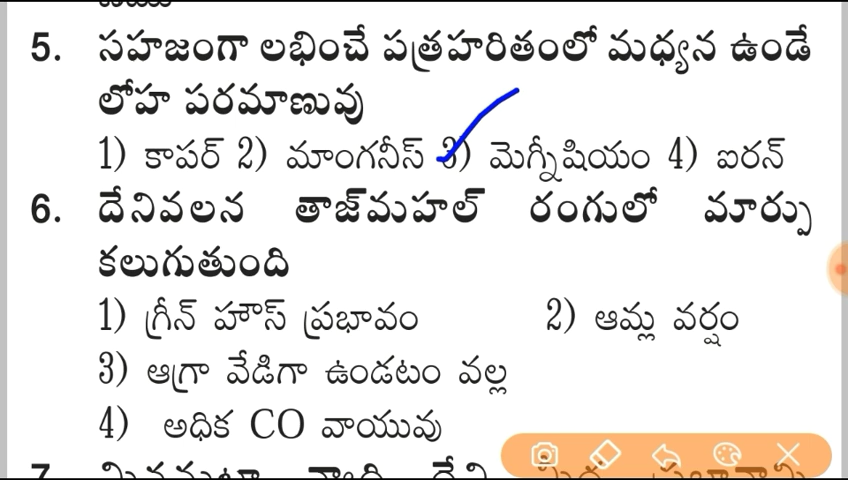 5. సహజంగా లభించే పత్రహరితంలో మధ్యన ఉండే
లోహ పరమాణువు
1) కాపర్ 2) మాంగనీస్ 3) మెగ్నీషియం 4) ఐరన్
6. దేనివలన తాజ్‌మహల్ రంగులో మార్పు
కలుగుతుంది
1) గ్రీన్ హౌస్ ప్రభావం 2) ఆమ్ల వర్షం
3) ఆగ్రా వేడిగా ఉండటం వల్ల
4) అధిక CO వాయువు
7.